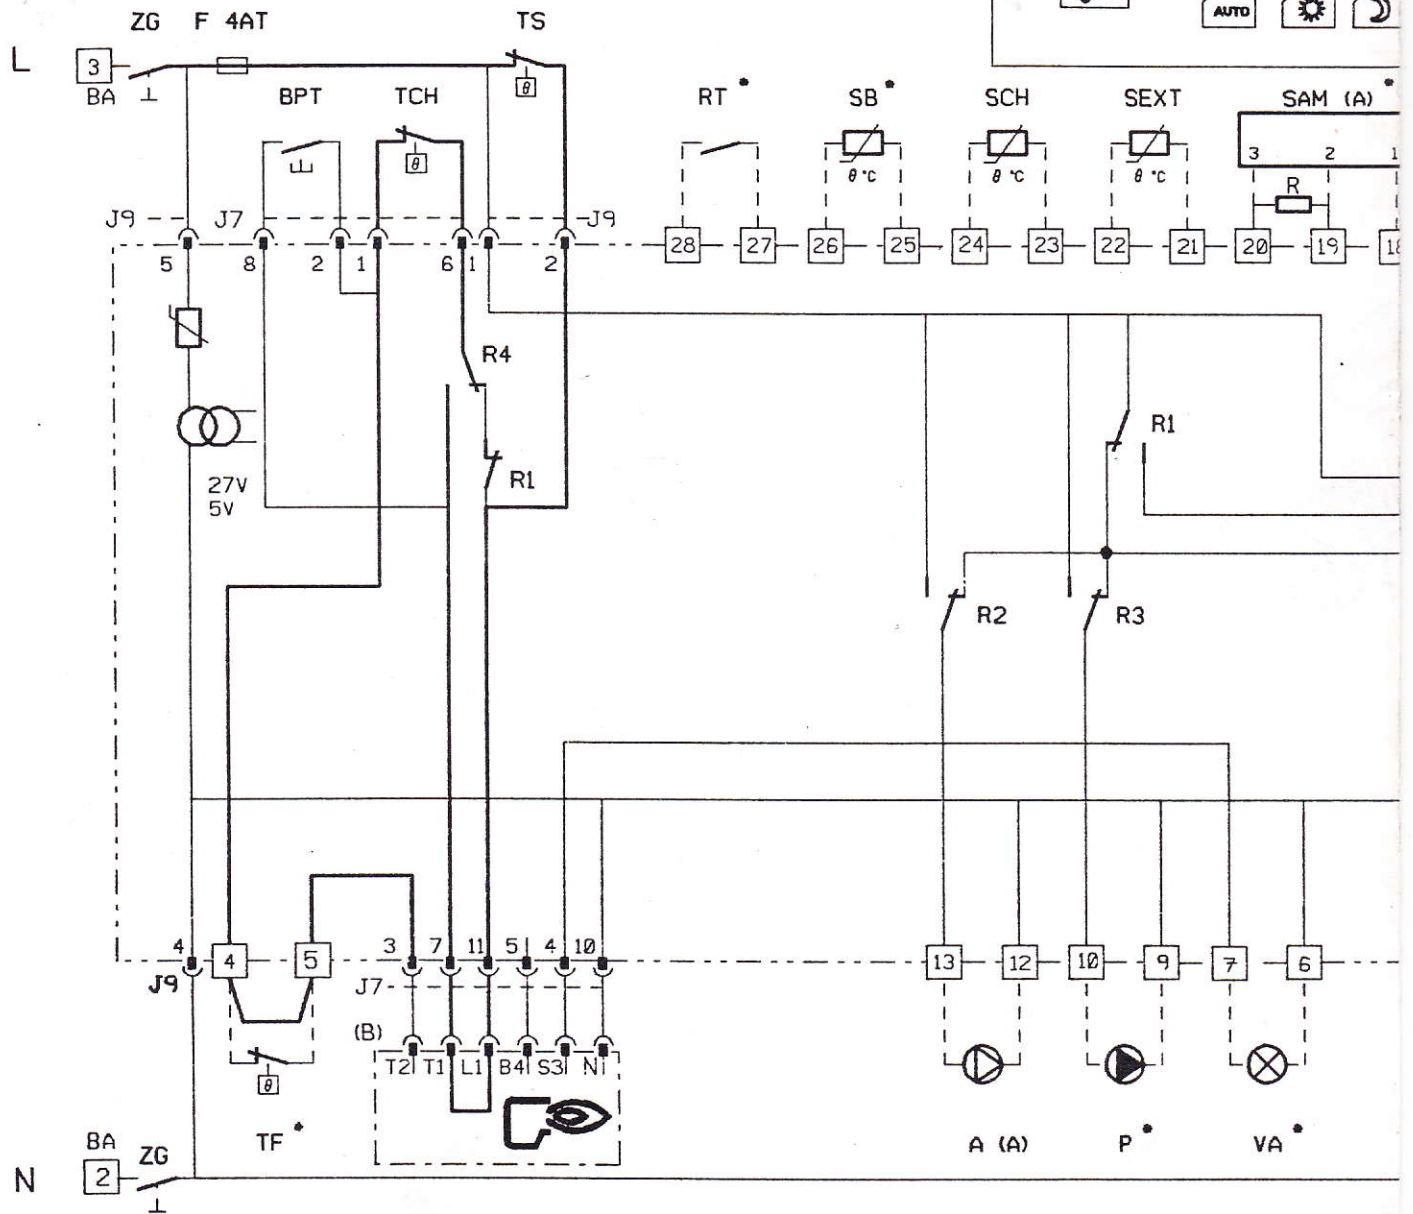 AUTO
ZG F 4AT TS
L 3
BA θ
BPT TCH RT * SB * SCH SEXT SAM (A) *
θ
3 2 1
θ °C θ °C θ °C
R
J9 J7 J9
5 8 2 1 6 1 2 28 27 26 25 24 23 22 21 20 19
R4
R1
R1
27V
5V
R2 R3
4 4 5 3 7 11 5 4 10 13 12 10 9 7 6
J9 J7
(B)
T2 T1 L1 B4 S3 N
θ
TF * A (A) P * VA *
BA ZG
N 2